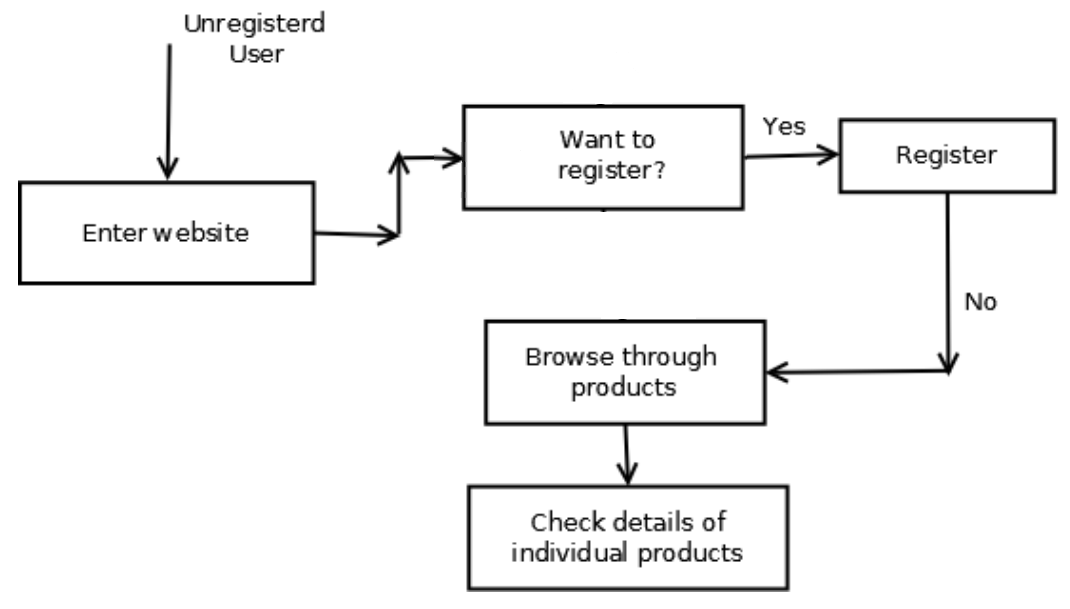 Unregisterd
User
Want to
register?
Yes
Register
Enter website
No
Browse through
products
Check details of
individual products